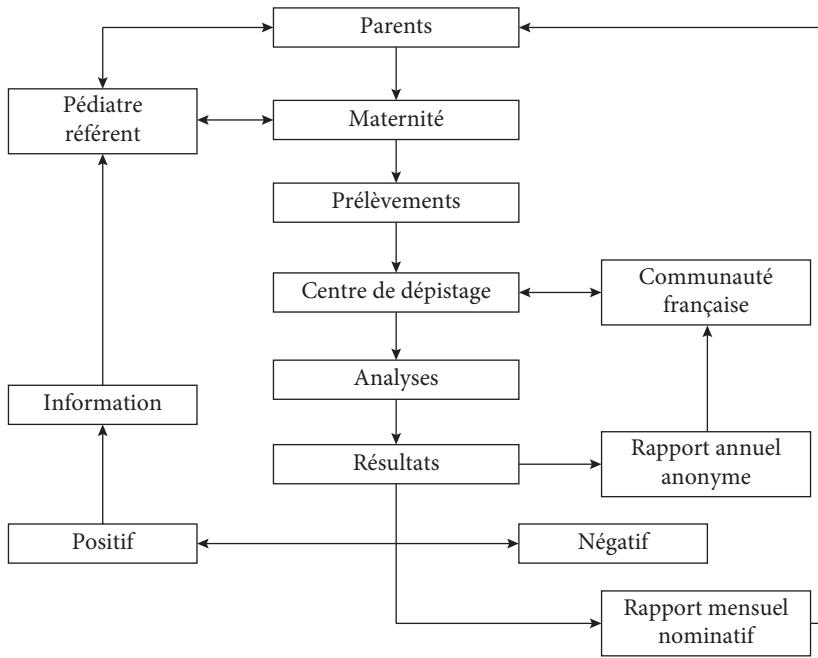 Parents
Pédiatre
référent
Maternité
Prélèvements
Centre de dépistage
Communauté
française
Analyses
Information
Résultats
Rapport annuel
anonyme
Positif
Négatif
Rapport mensuel
nominatif